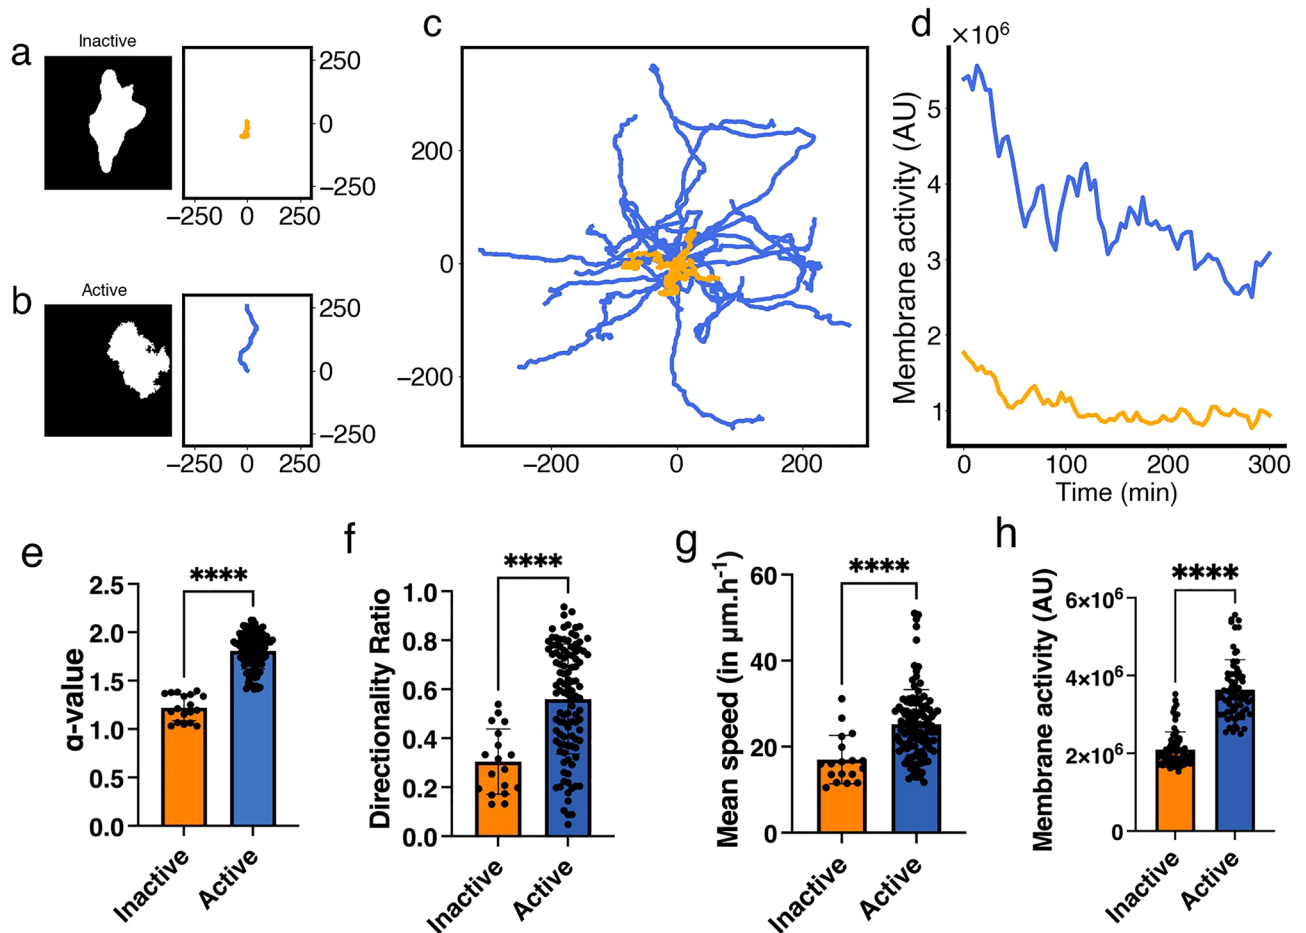 a
Inactive
250
0
−250
−250 0 250
b
Active
250
0
−250
−250 0 250
c
200
0
−200
−200 0 200
d
×10⁶
Membrane activity (AU)
5
4
3
2
1
0 100 200 300
Time (min)
e
****
α-value
2.5
2.0
1.5
1.0
0.5
0.0
Inactive
Active
f
****
Directionality Ratio
1.0
0.8
0.6
0.4
0.2
0.0
Inactive
Active
g
****
Mean speed (in µm.h⁻¹)
60
40
20
0
Inactive
Active
h
****
Membrane activity (AU)
6×10⁶
4×10⁶
2×10⁶
0
Inactive
Active